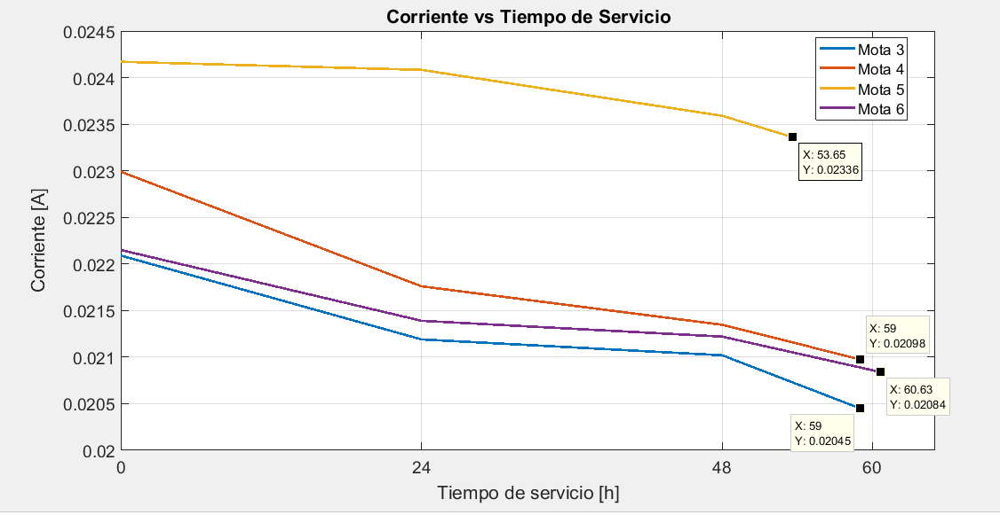 Corriente vs Tiempo de Servicio
0.0245
0.024
0.0235
0.023
0.0225
0.022
0.0215
0.021
0.0205
0.02
Corriente [A]
Mota 3
Mota 4
Mota 5
Mota 6
X: 53.65
Y: 0.02336
X: 59
Y: 0.02098
X: 60.63
Y: 0.02084
X: 59
Y: 0.02045
0
24
48
60
Tiempo de servicio [h]